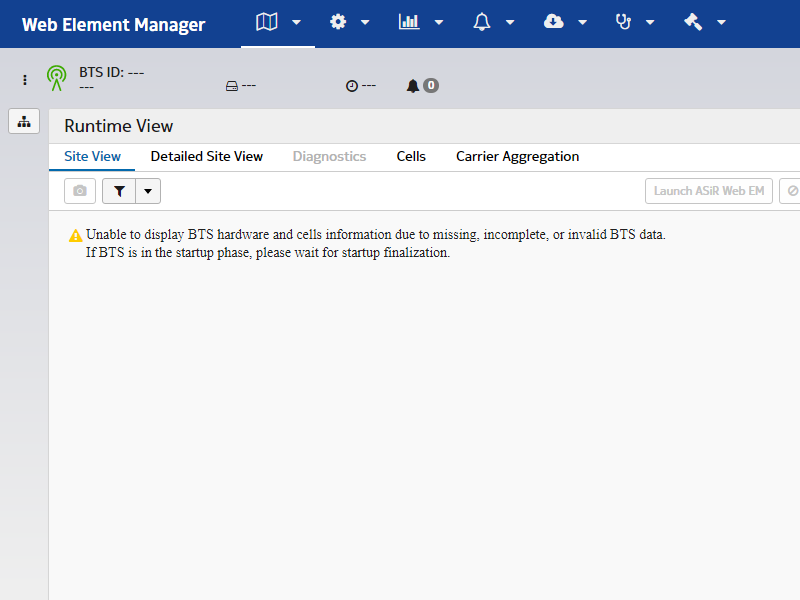 Web Element Manager
BTS ID: ---
---
---
---
0
Runtime View
Site View Detailed Site View Diagnostics Cells Carrier Aggregation
Launch ASiR Web EM
Unable to display BTS hardware and cells information due to missing, incomplete, or invalid BTS data.
If BTS is in the startup phase, please wait for startup finalization.